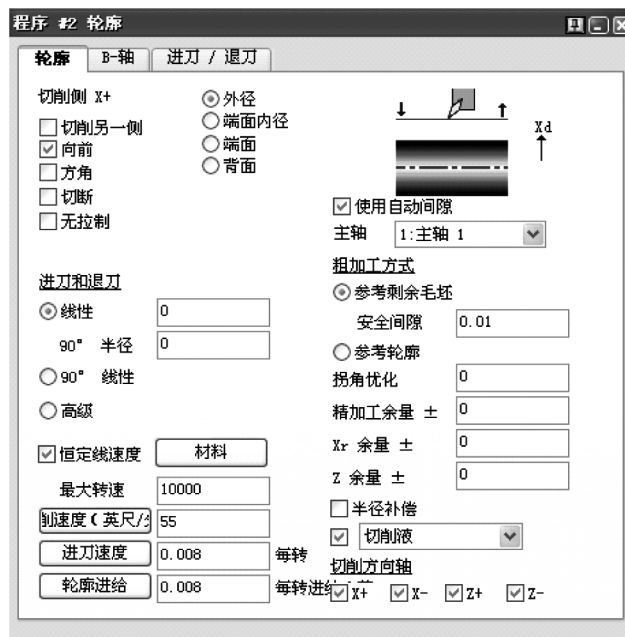 程序 #2 轮廓
轮廓 B-轴 进刀 / 退刀
切削侧 X+
切削另一侧
向前
方角
切断
无拉制
外径
端面内径
端面
背面
Xd
使用自动间隙
主轴 1:主轴 1
进刀和退刀
线性 0
90° 半径 0
90° 线性
高级
粗加工方式
参考剩余毛坯
安全间隙 0.01
参考轮廓
拐角优化 0
精加工余量 ± 0
Xr 余量 ± 0
Z 余量 ± 0
半径补偿
切削液
恒定线速度 材料
最大转速 10000
削速度(英尺/ 55
进刀速度 0.008 每转
轮廓进给 0.008 每转进给
切削方向轴
X+ X- Z+ Z-